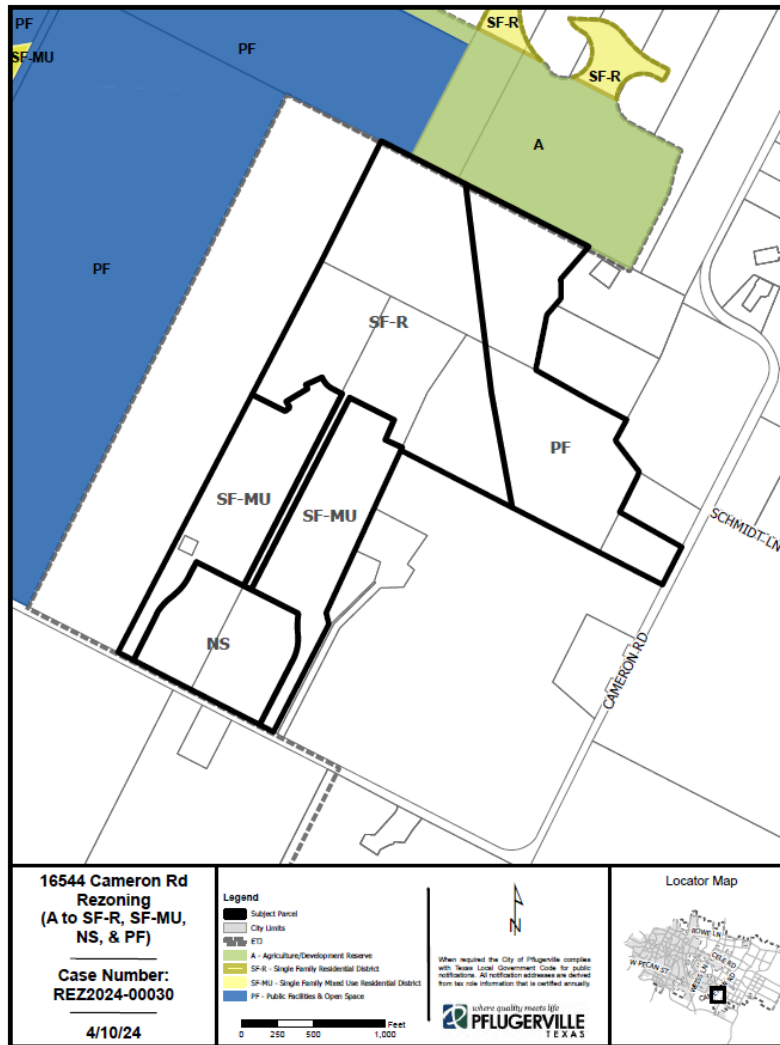 PF
SF-MU
PF
SF-R
SF-R
A
PF
SF-R
PF
SF-MU
SF-MU
NS
SCHMIDT LN
CAMERON RD
16544 Cameron Rd
Rezoning
(A to SF-R, SF-MU,
NS, & PF)
Case Number:
REZ2024-00030
4/10/24
Legend
Subject Parcel
City Limits
ETJ
A - Agriculture/Development Reserve
SF-R - Single Family Residential District
SF-MU - Single Family Mixed Use Residential District
PF - Public Facilities & Open Space
Feet
0 250 500 1,000
N
When required the City of Pflugerville complies
with Texas Local Government Code for public
notifications. All notification addresses are derived
from tax role information that is certified annually.
where quality meets life
PFLUGERVILLE
TEXAS
Locator Map
ROWE LN
CELE RD
W PECAN ST
WEISS LN